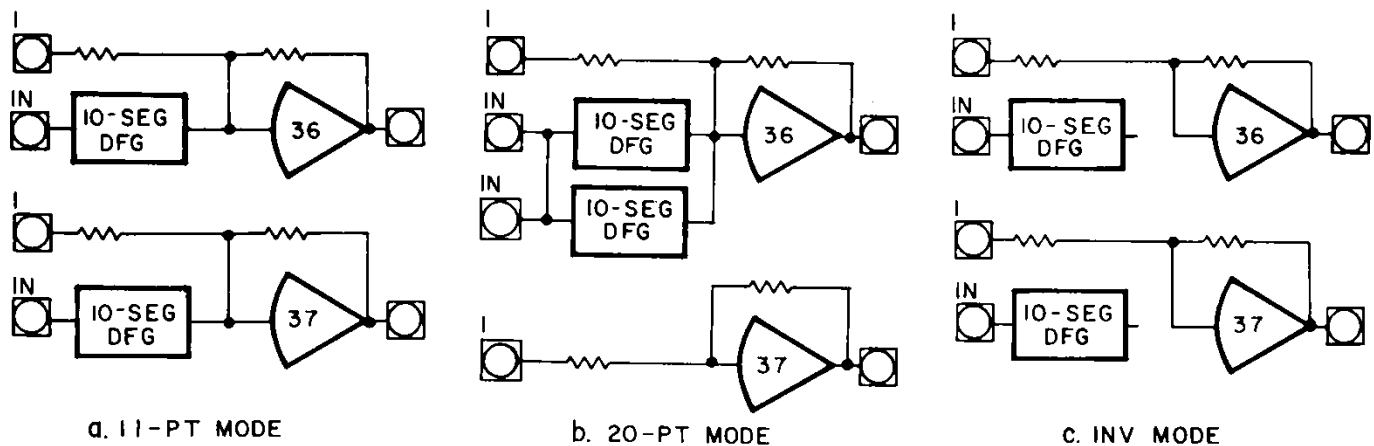 I
IN
10-SEG
DFG
36
I
IN
10-SEG
DFG
37
a. 11-PT MODE
I
IN
10-SEG
DFG
36
IN
10-SEG
DFG
I
37
b. 20-PT MODE
I
IN
10-SEG
DFG
36
I
IN
10-SEG
DFG
37
c. INV MODE